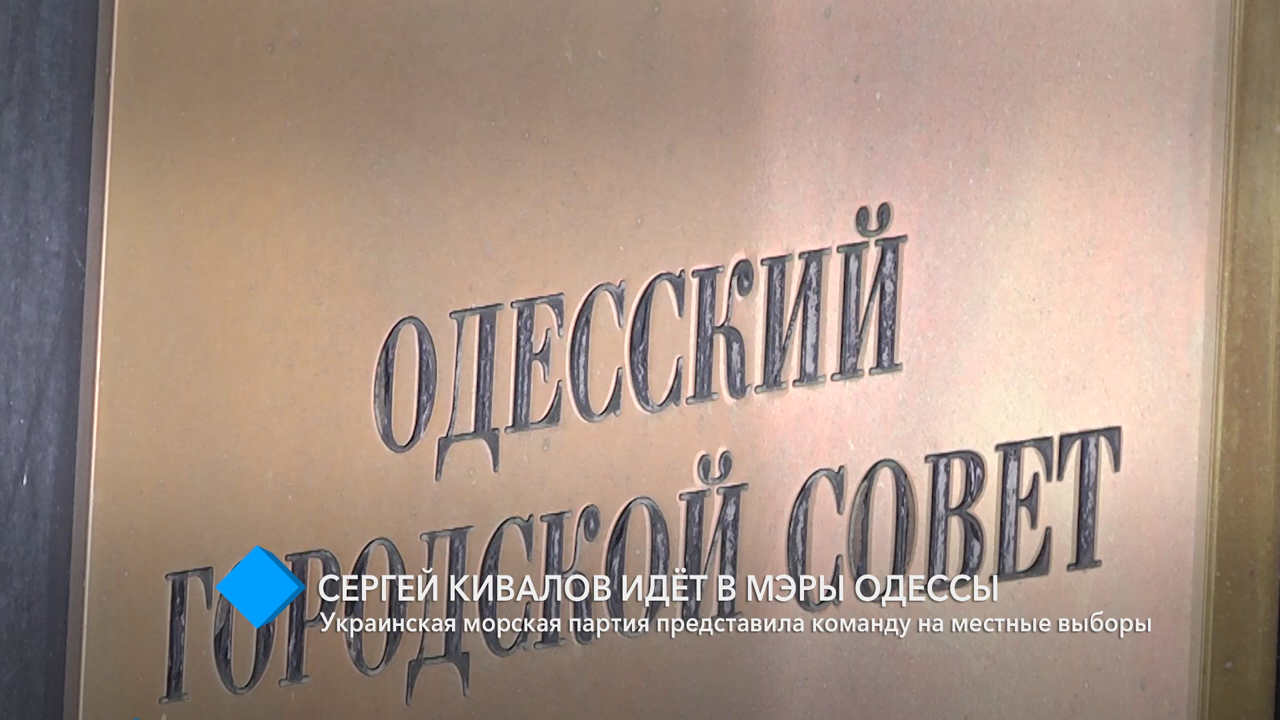 ОДЕССКИЙ
ГОРОДСКОЙ СОВЕТ
СЕРГЕЙ КИВАЛОВ ИДЁТ В МЭРЫ ОДЕССЫ
Украинская морская партия представила команду на местные выборы